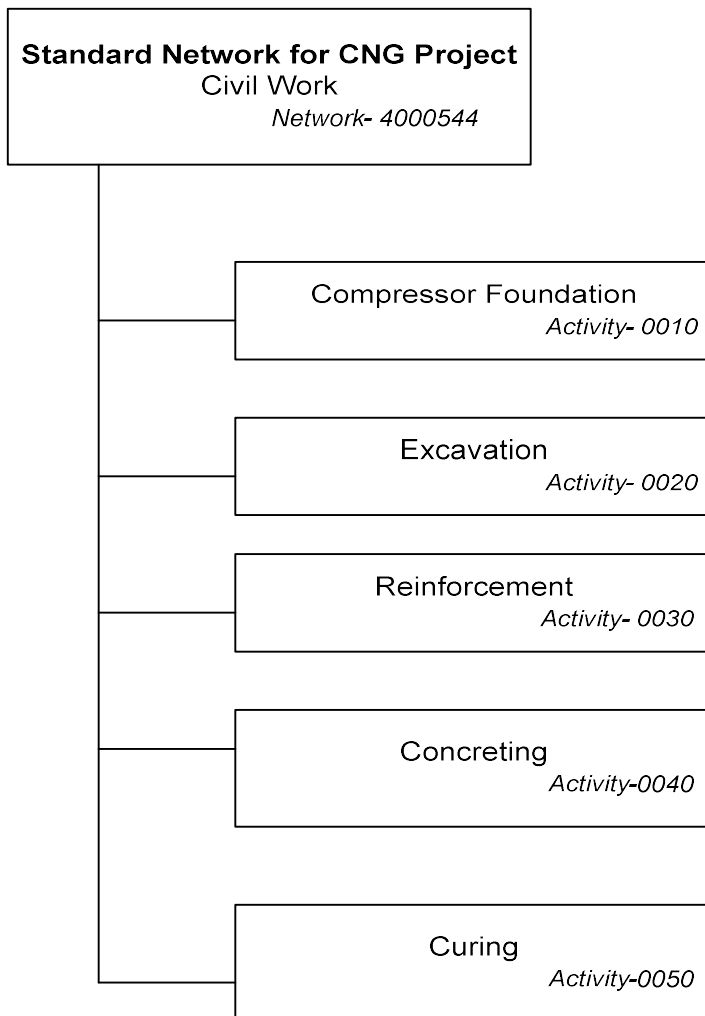 Standard Network for CNG Project
Civil Work
Network- 4000544
Compressor Foundation
Activity- 0010
Excavation
Activity- 0020
Reinforcement
Activity- 0030
Concreting
Activity-0040
Curing
Activity-0050